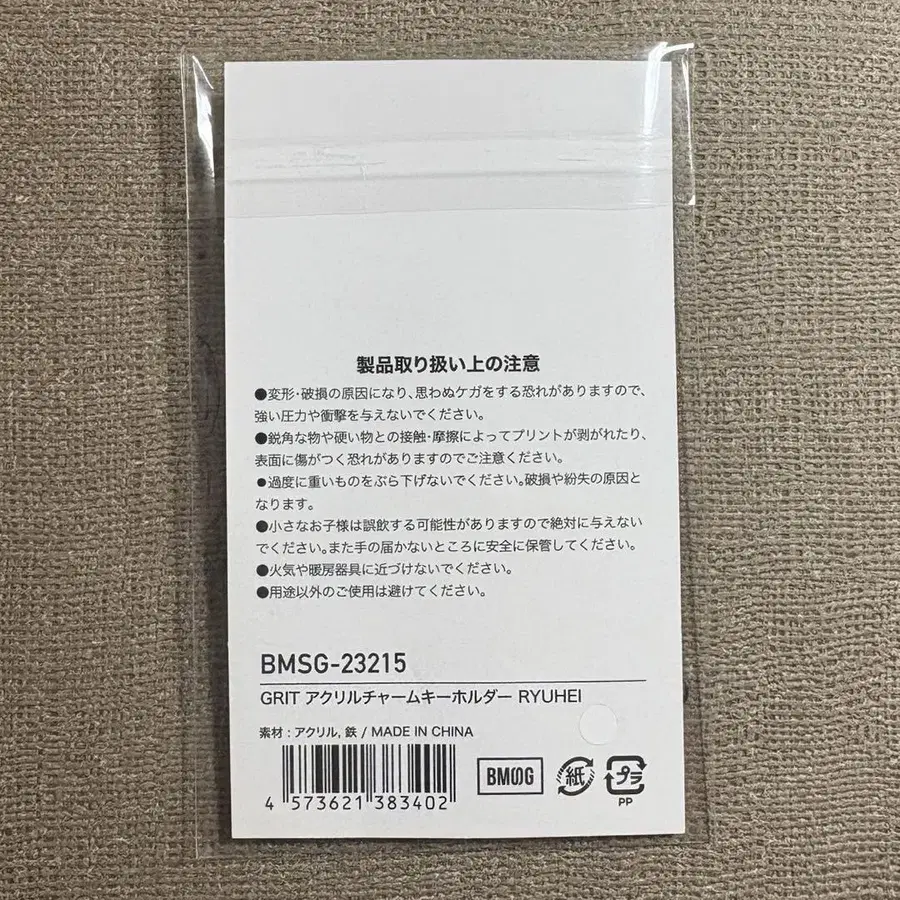 製品取り扱い上の注意
●変形・破損の原因になり、思わぬケガをする恐れがありますので、
強い圧力や衝撃を与えないでください。
●鋭角な物や硬い物との接触・摩擦によってプリントが剥がれたり、
表面に傷がつく恐れがありますのでご注意ください。
●過度に重いものをぶら下げないでください。破損や紛失の原因と
なります。
●小さなお子様は誤飲する可能性がありますので絶対に与えない
でください。また手の届かないところに安全に保管してください。
●火気や暖房器具に近づけないでください。
●用途以外のご使用は避けてください。
BMSG-23215
GRIT アクリルチャームキーホルダー RYUHEI
素材 : アクリル, 鉄 / MADE IN CHINA
4 573621 383402
BMSG
紙
プラ
PP